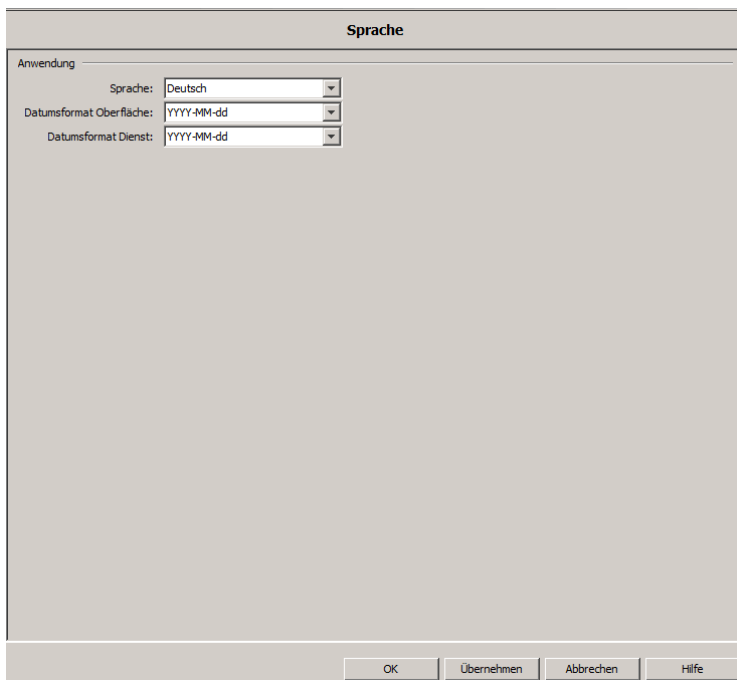 Sprache
Anwendung
Sprache: Deutsch
Datumsformat Oberfläche: YYYY-MM-dd
Datumsformat Dienst: YYYY-MM-dd
OK Übernehmen Abbrechen Hilfe